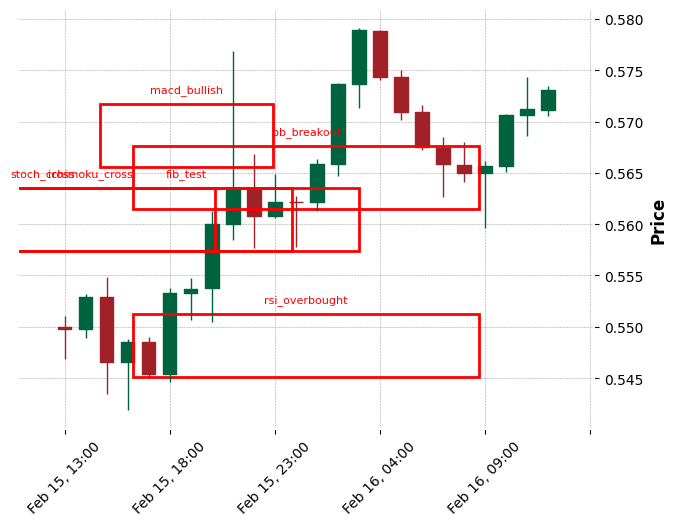 0.580
0.575
macd_bullish
0.570
bb_breakout
0.565
stoch_cross
ichimoku_cross
fib_test
0.560
0.555
rsi_overbought
0.550
0.545
Price
Feb 15, 13:00
Feb 15, 18:00
Feb 15, 23:00
Feb 16, 04:00
Feb 16, 09:00